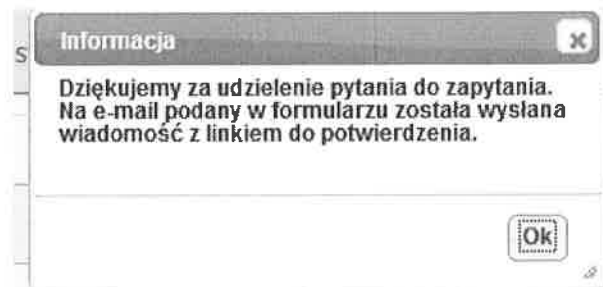 s
Informacja
x
Dziękujemy za udzielenie pytania do zapytania.
Na e-mail podany w formularzu została wysłana
wiadomość z linkiem do potwierdzenia.
Ok